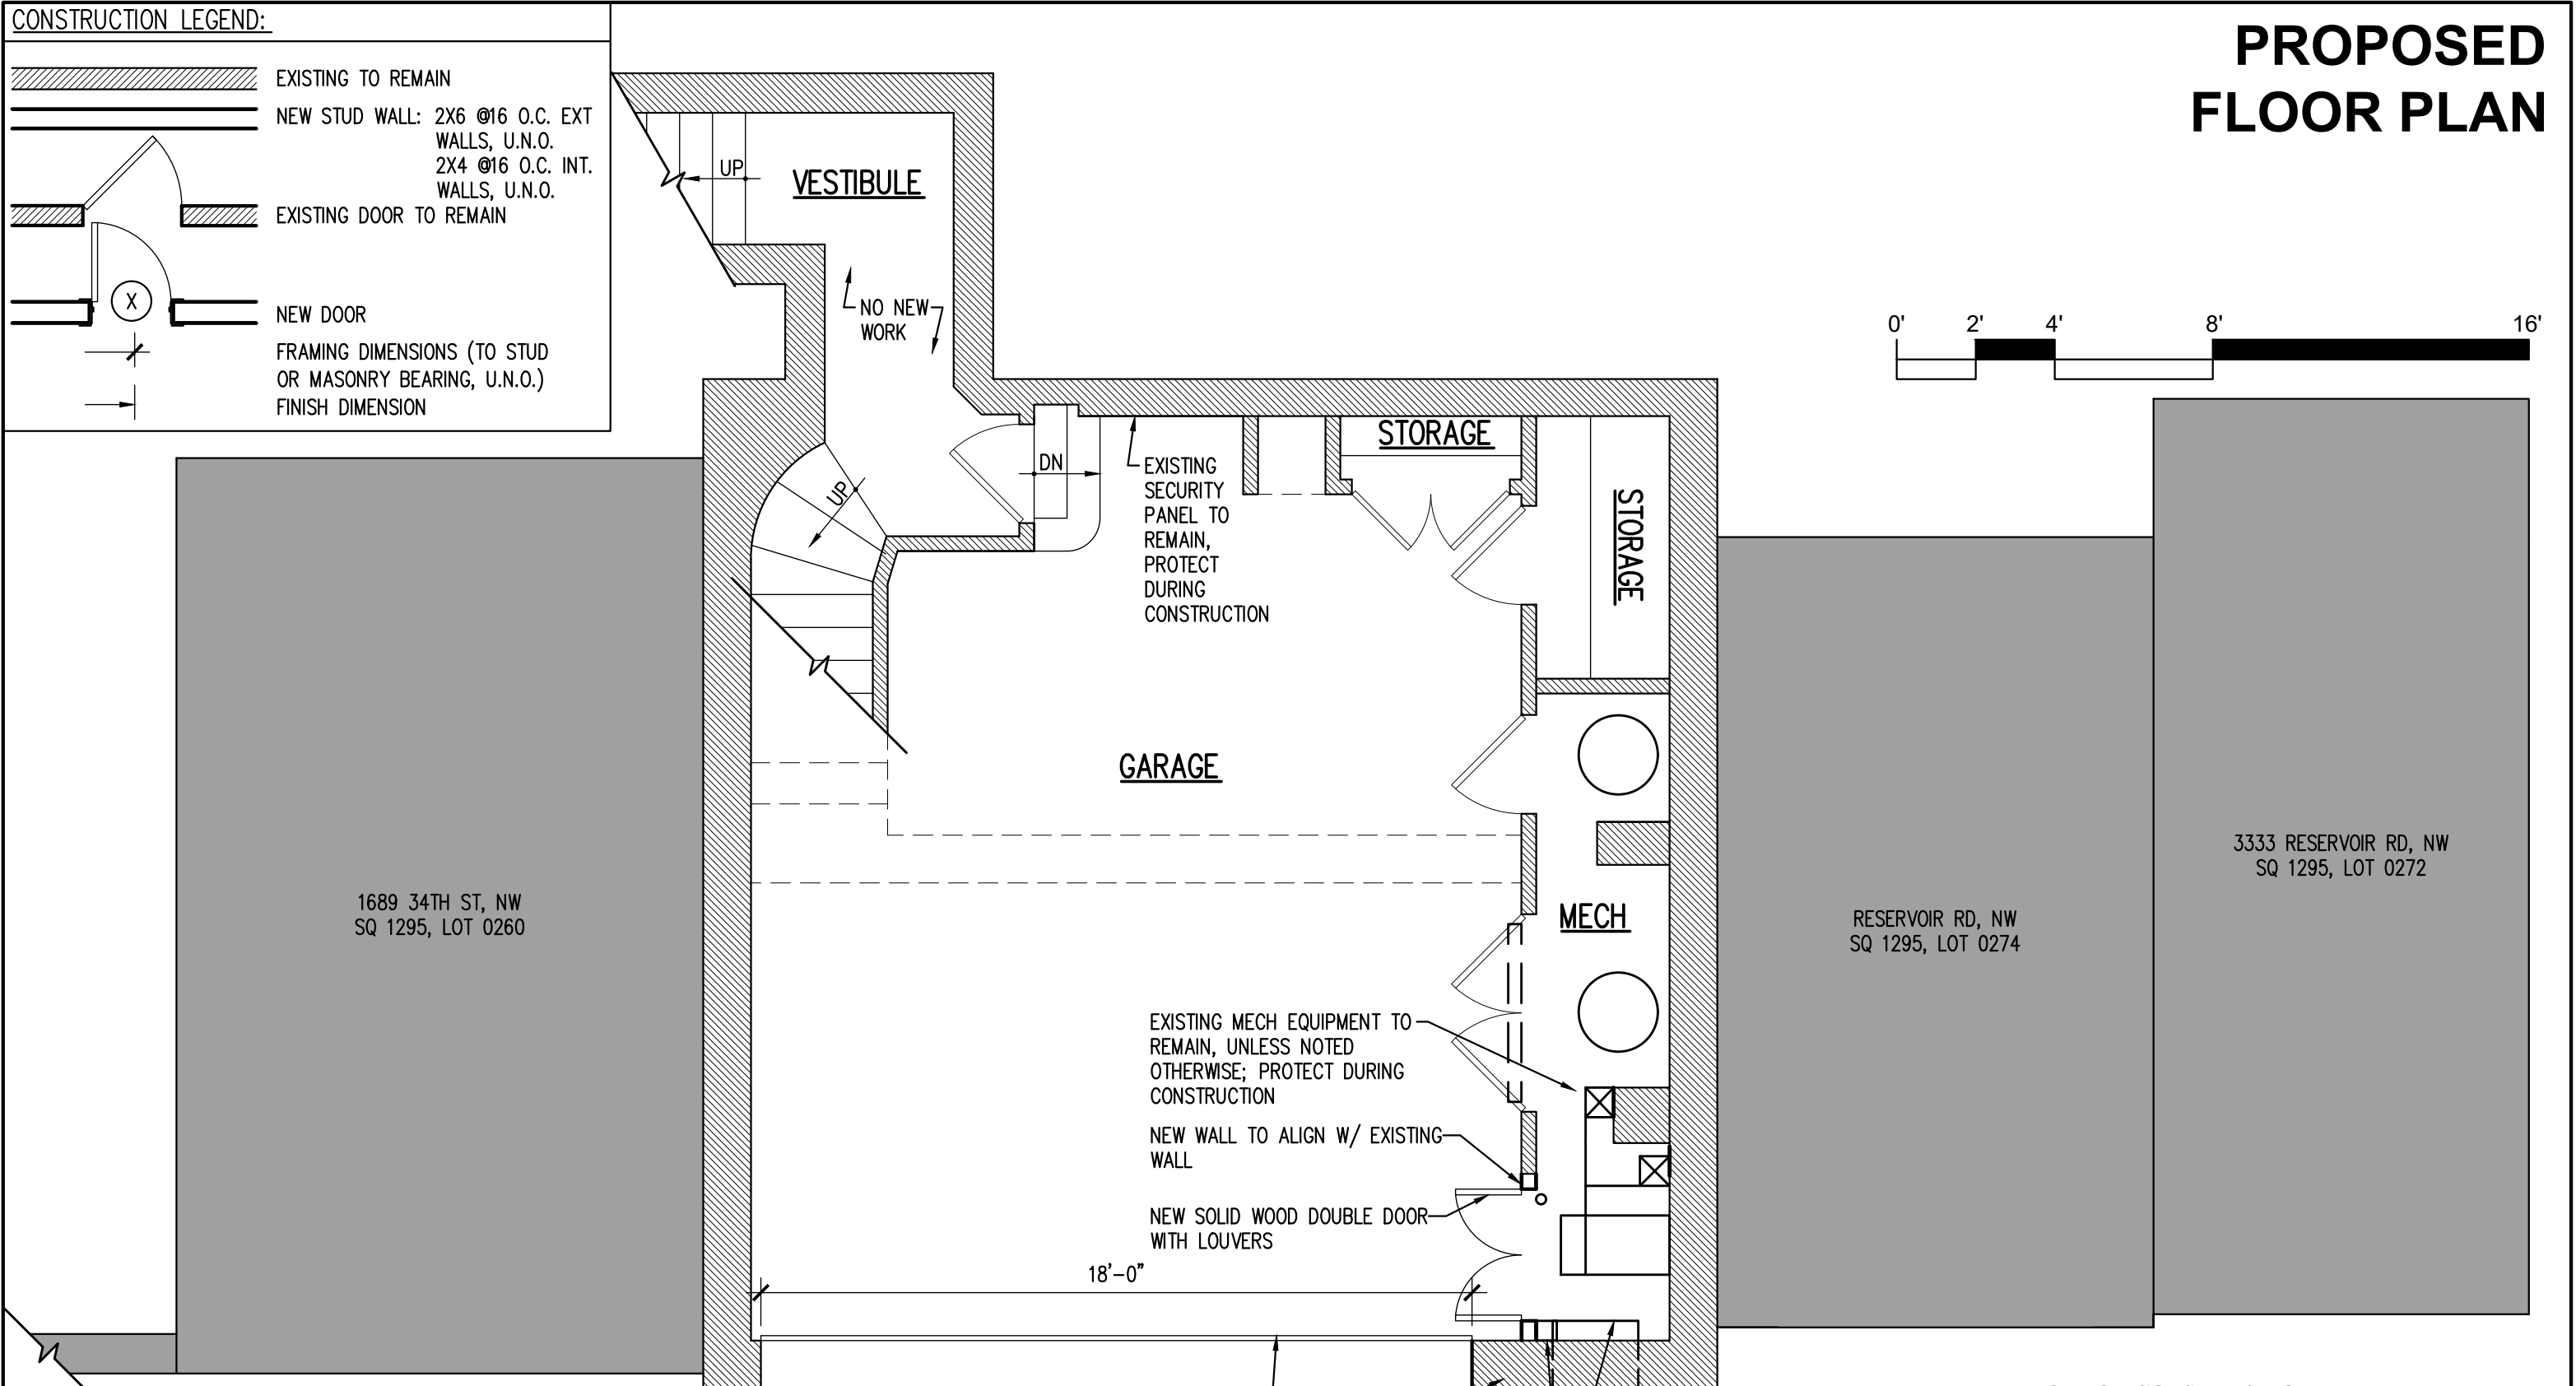 CONSTRUCTION LEGEND:
EXISTING TO REMAIN
NEW STUD WALL: 2X6 @16 O.C. EXT
WALLS, U.N.O.
2X4 @16 O.C. INT.
WALLS, U.N.O.
EXISTING DOOR TO REMAIN
X
NEW DOOR
FRAMING DIMENSIONS (TO STUD
OR MASONRY BEARING, U.N.O.)
FINISH DIMENSION
PROPOSED
FLOOR PLAN
0' 2' 4' 8' 16'
UP
VESTIBULE
NO NEW
WORK
UP
DN
EXISTING
SECURITY
PANEL TO
REMAIN,
PROTECT
DURING
CONSTRUCTION
STORAGE
STORAGE
GARAGE
MECH
1689 34TH ST, NW
SQ 1295, LOT 0260
RESERVOIR RD, NW
SQ 1295, LOT 0274
3333 RESERVOIR RD, NW
SQ 1295, LOT 0272
EXISTING MECH EQUIPMENT TO
REMAIN, UNLESS NOTED
OTHERWISE; PROTECT DURING
CONSTRUCTION
NEW WALL TO ALIGN W/ EXISTING
WALL
NEW SOLID WOOD DOUBLE DOOR
WITH LOUVERS
18'-0"